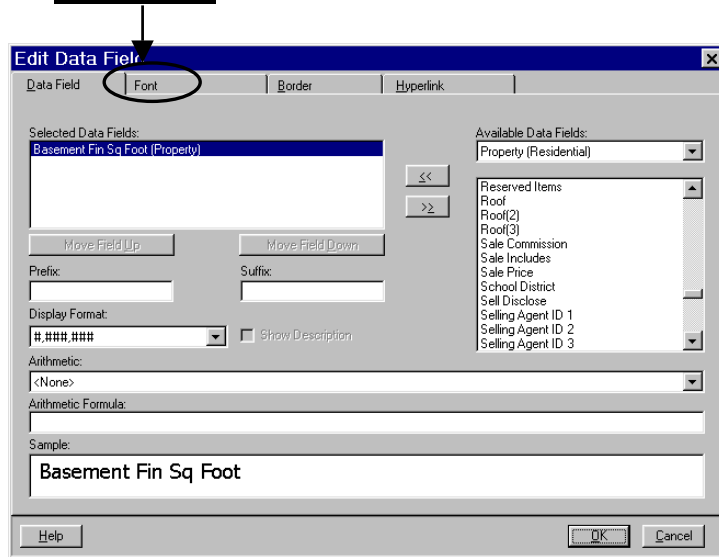 Edit Data Field
Data Field Font Border Hyperlink
Selected Data Fields: Available Data Fields:
Basement Fin Sq Foot (Property) Property (Residential)
<<
>>
Reserved Items
Roof
Roof(2)
Roof(3)
Sale Commission
Sale Includes
Sale Price
School District
Sell Disclose
Selling Agent ID 1
Selling Agent ID 2
Selling Agent ID 3
Move Field Up Move Field Down
Prefix: Suffix:
Display Format:
#,###,### Show Description
Arithmetic:
<None>
Arithmetic Formula:
Sample:
Basement Fin Sq Foot
Help OK Cancel